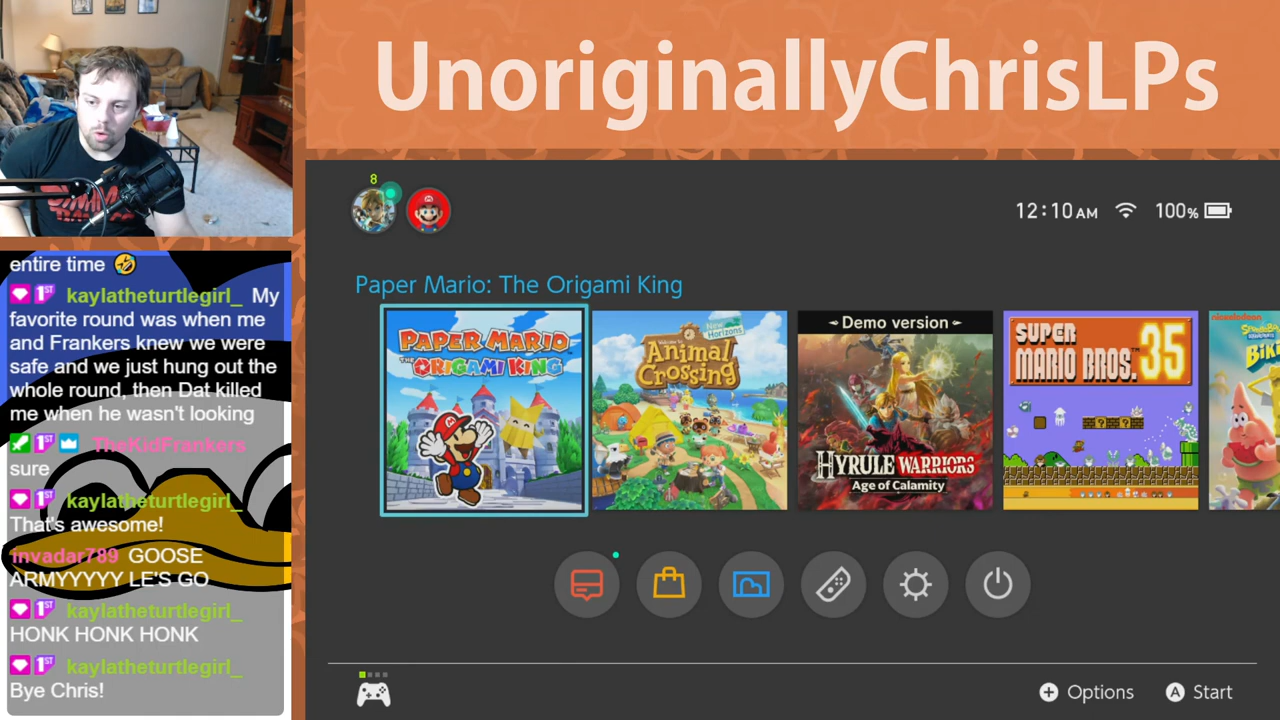 UnoriginallyChrisLPs
entire time 🤣
kaylatheturtlegirl_ My
favorite round was when me
and Frankers knew we were
safe and we just hung out the
whole round, then Dat killed
me when he wasn't looking
TheKidFrankers
sure
kaylatheturtlegirl_
That's awesome!
invadar789 GOOSE
ARMYYYYY LE'S GO
kaylatheturtlegirl_
HONK HONK HONK
kaylatheturtlegirl_
Bye Chris!
8
12:10 AM 100%
Paper Mario: The Origami King
PAPER MARIO
THE ORIGAMI KING
New Horizons
Welcome to
Animal
Crossing
Demo version
HYRULE WARRIORS
Age of Calamity
SUPER
MARIO BROS.™ 35
nickelodeon
Options
A Start